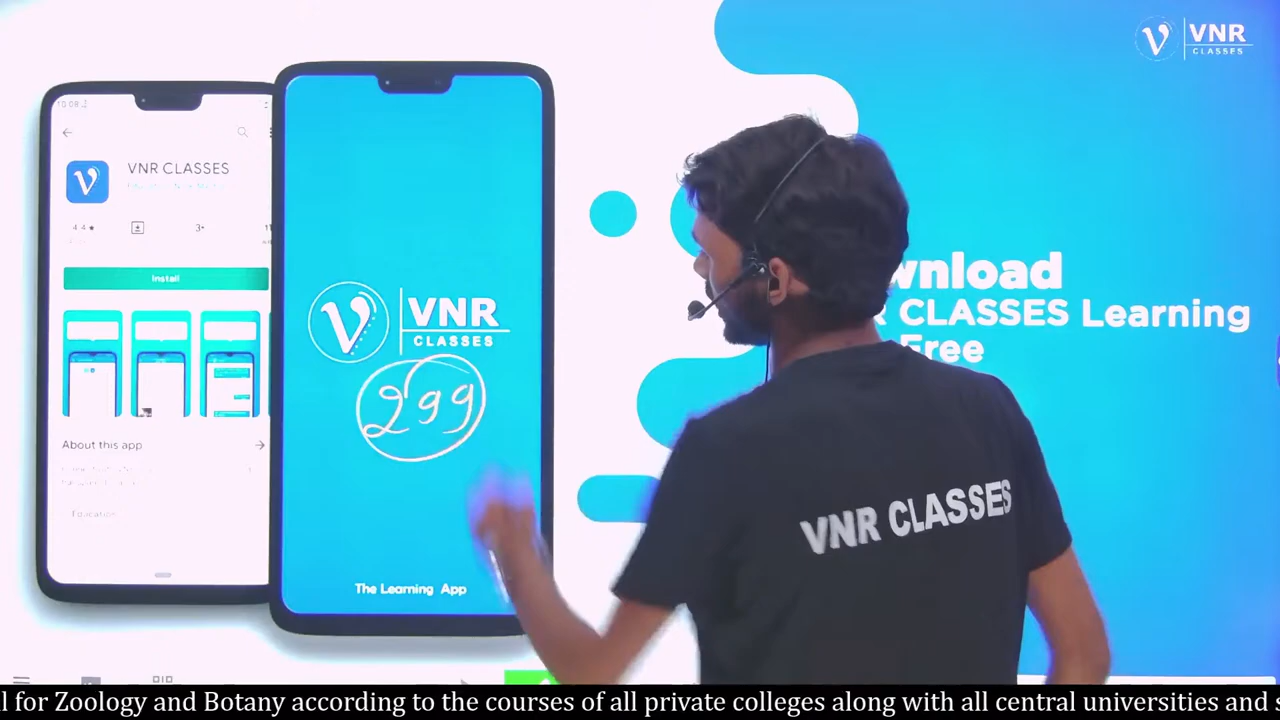 VNR
CLASSES
10:09
VNR CLASSES
4.4★
3+
Install
VNR
CLASSES
299
About this app
The Learning App
wnload
CLASSES Learning
Free
VNR CLASSES
l for Zoology and Botany according to the courses of all private colleges along with all central universities and s